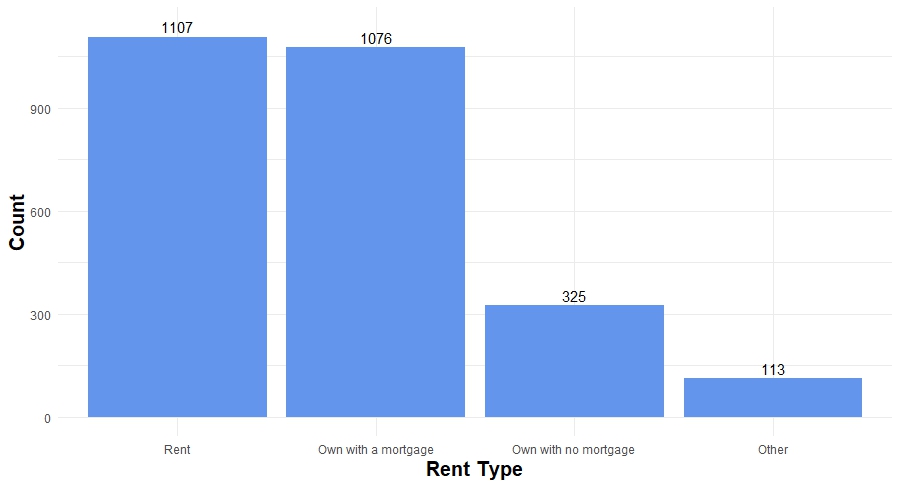 1107
1076
325
113
900
600
300
0
Count
Rent
Own with a mortgage
Own with no mortgage
Other
Rent Type